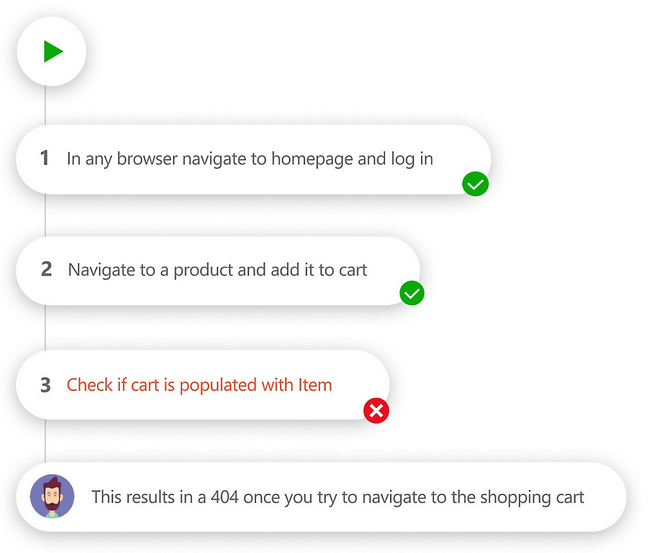 1 In any browser navigate to homepage and log in
2 Navigate to a product and add it to cart
3 Check if cart is populated with Item
This results in a 404 once you try to navigate to the shopping cart